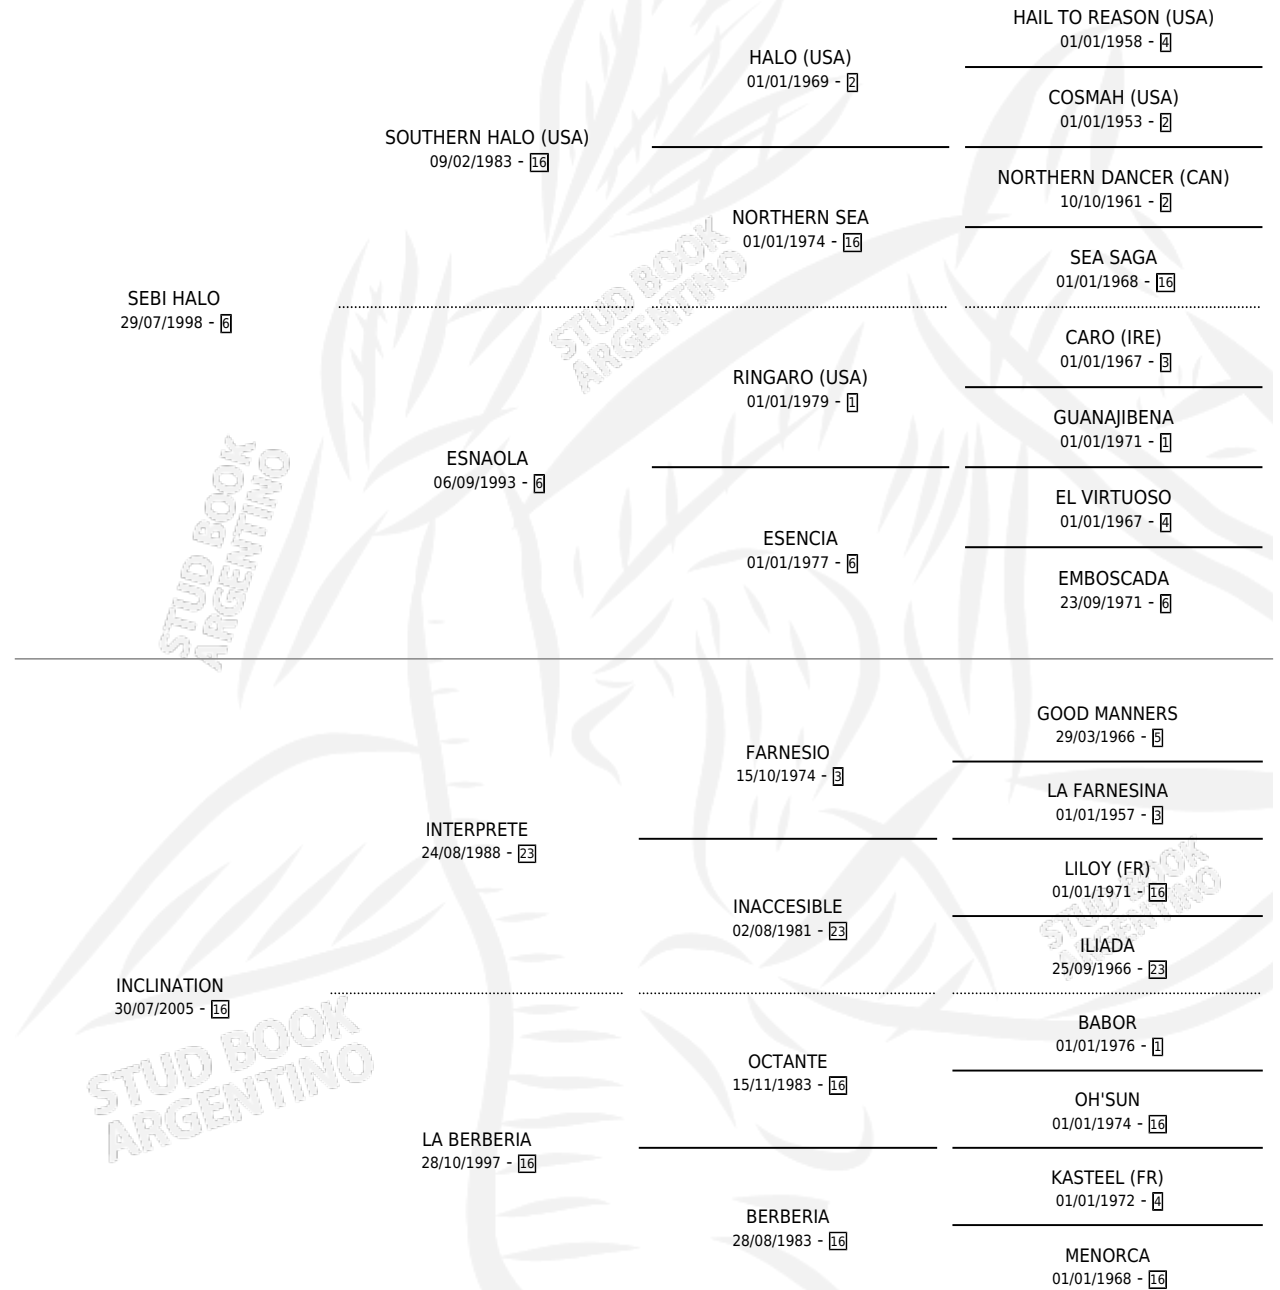 HAIL TO REASON (USA)
01/01/1958 - 4
HALO (USA)
01/01/1969 - 2
COSMAH (USA)
01/01/1953 - 2
SOUTHERN HALO (USA)
09/02/1983 - 16
NORTHERN DANCER (CAN)
10/10/1961 - 2
NORTHERN SEA
01/01/1974 - 16
SEA SAGA
01/01/1968 - 16
SEBI HALO
29/07/1998 - 6
CARO (IRE)
01/01/1967 - 3
RINGARO (USA)
01/01/1979 - 1
GUANAJIBENA
01/01/1971 - 1
ESNAOLA
06/09/1993 - 6
EL VIRTUOSO
01/01/1967 - 4
ESENCIA
01/01/1977 - 6
EMBOSCADA
23/09/1971 - 6
GOOD MANNERS
29/03/1966 - 5
FARNESIO
15/10/1974 - 3
LA FARNESINA
01/01/1957 - 3
INTERPRETE
24/08/1988 - 23
LILOY (FR)
01/01/1971 - 16
INACCESIBLE
02/08/1981 - 23
ILIADA
25/09/1966 - 23
INCLINATION
30/07/2005 - 16
BABOR
01/01/1976 - 1
OCTANTE
15/11/1983 - 16
OH'SUN
01/01/1974 - 16
LA BERBERIA
28/10/1997 - 16
KASTEEL (FR)
01/01/1972 - 4
BERBERIA
28/08/1983 - 16
MENORCA
01/01/1968 - 16
STUD BOOK
ARGENTINO
STUD BOOK
ARGENTINO
STUD BOOK
ARGENTINO
STUD BOOK
ARGENTINO